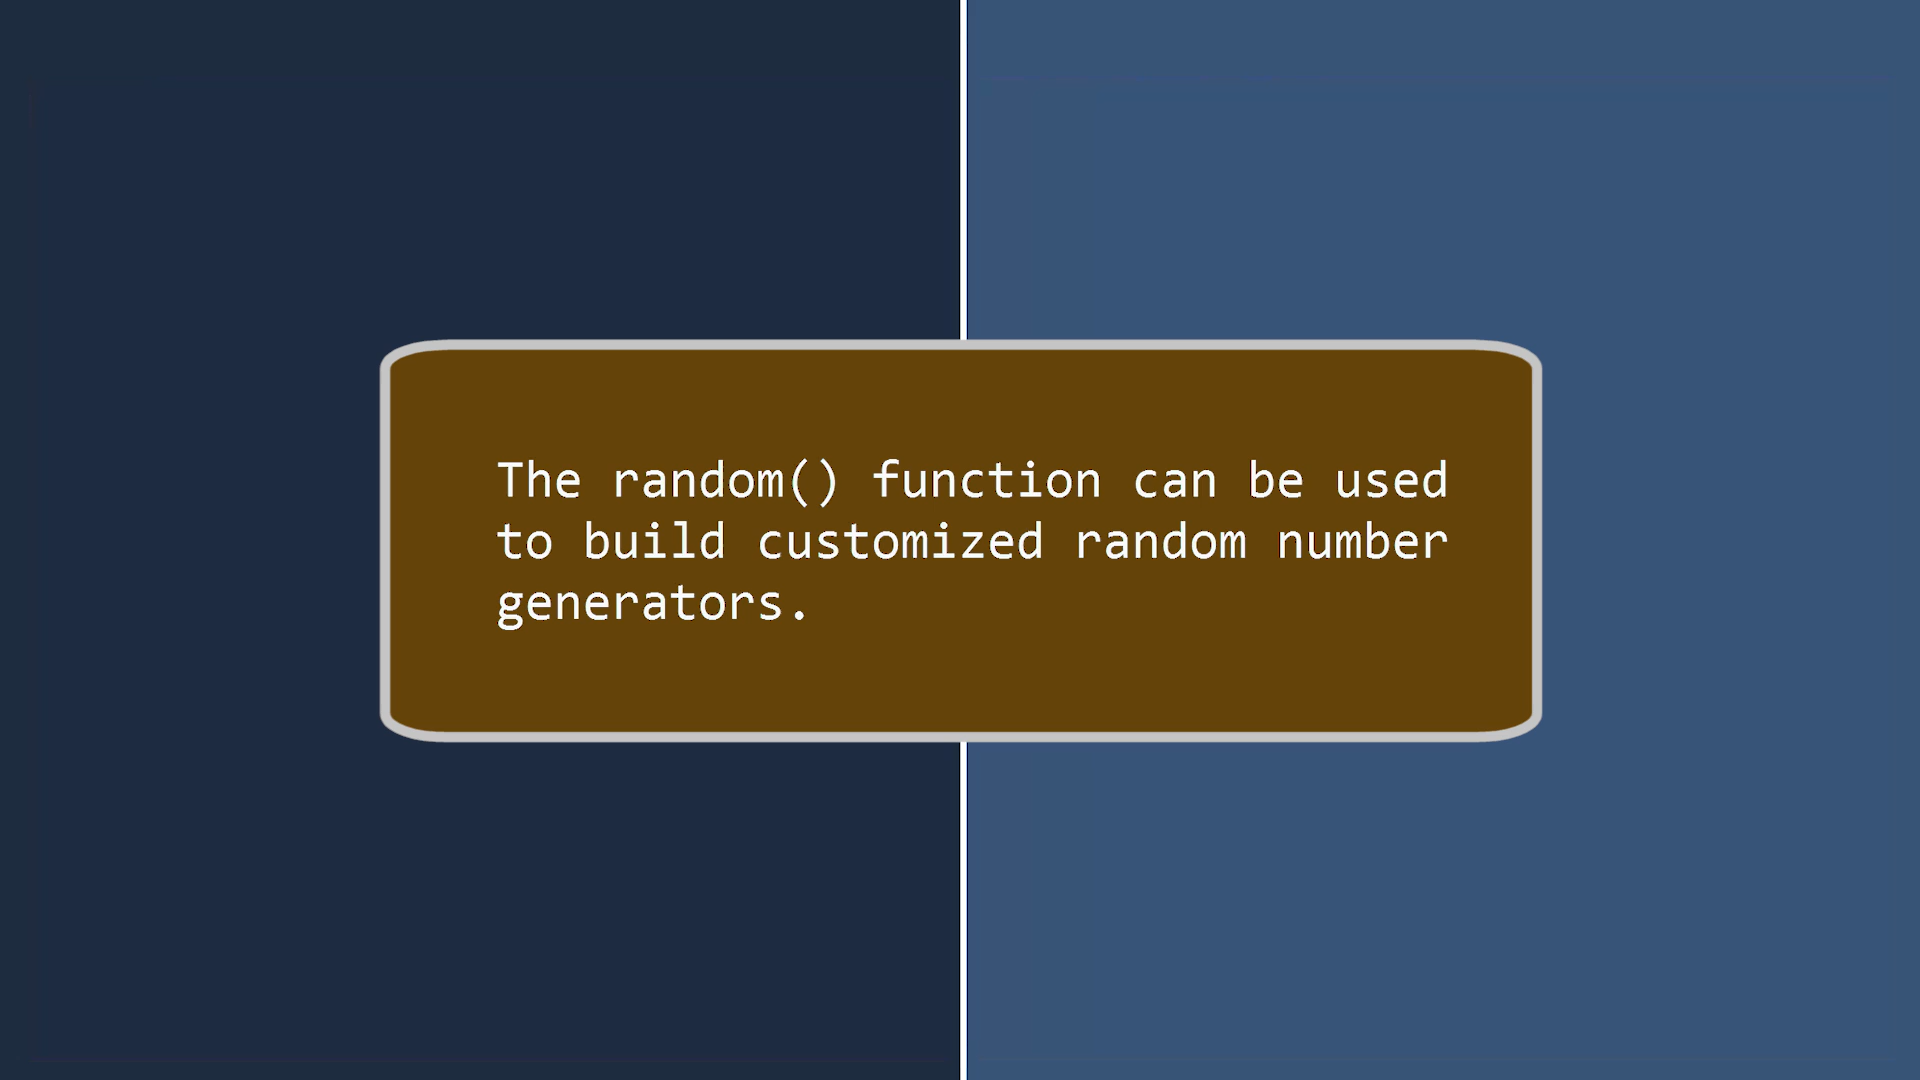 The random() function can be used
to build customized random number
generators.